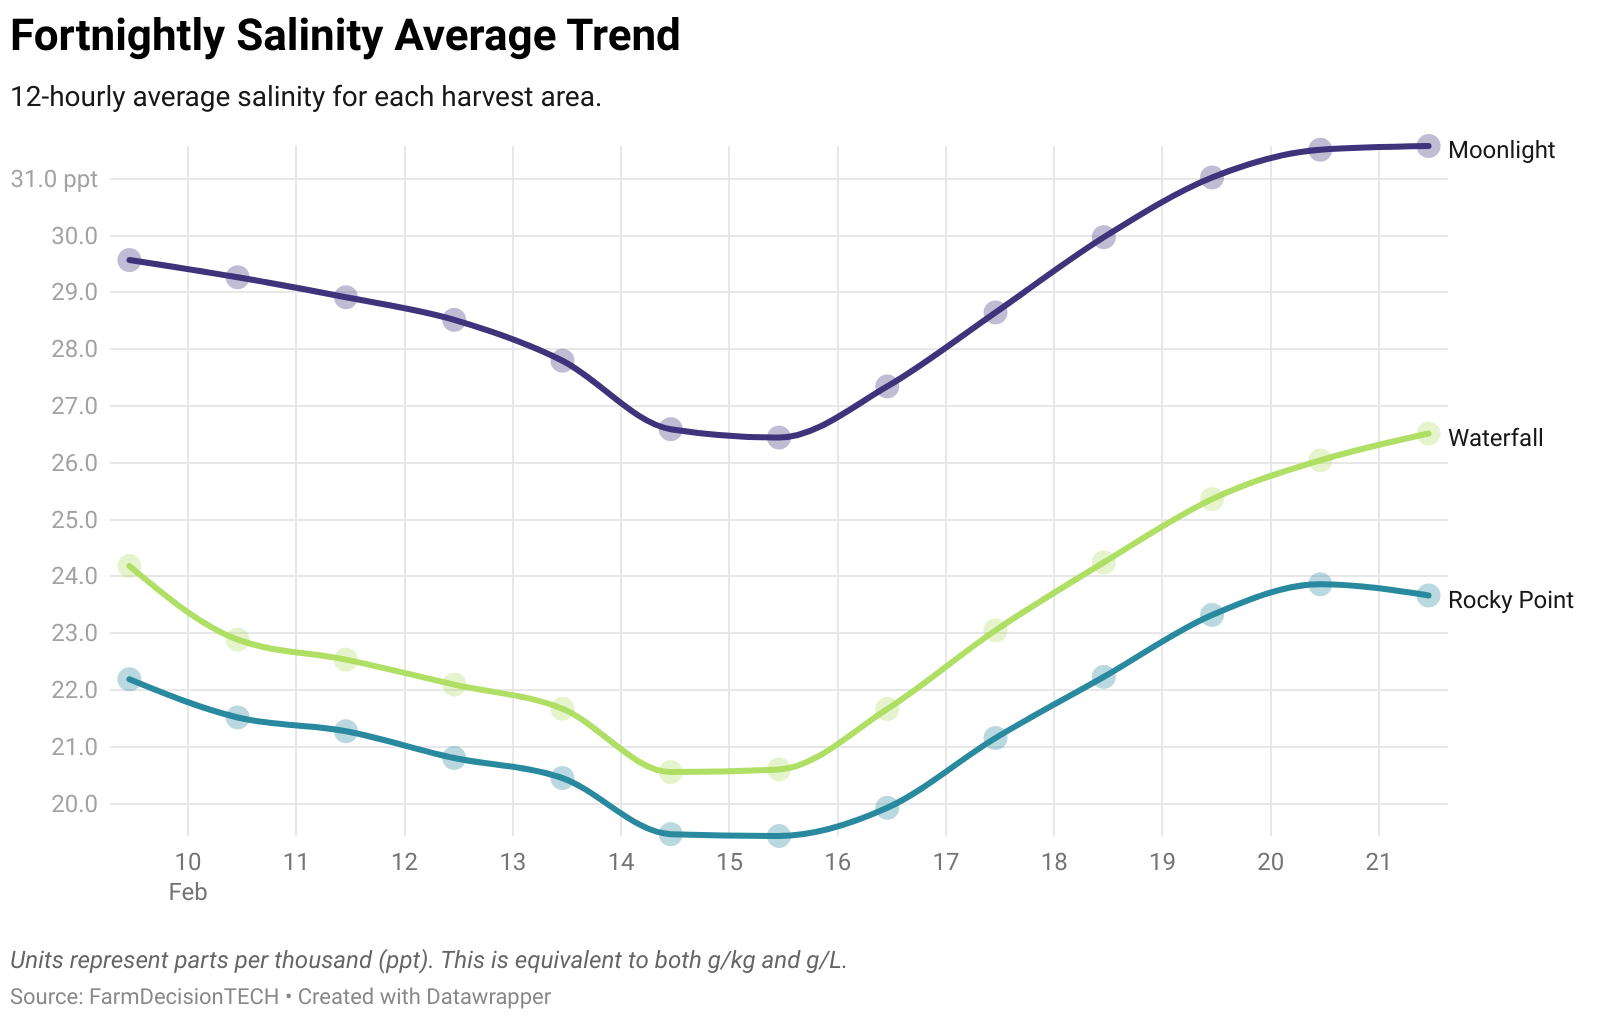 Fortnightly Salinity Average Trend
12-hourly average salinity for each harvest area.
31.0 ppt
30.0
29.0
28.0
27.0
26.0
25.0
24.0
23.0
22.0
21.0
20.0
Moonlight
Waterfall
Rocky Point
10 11 12 13 14 15 16 17 18 19 20 21
Feb
Units represent parts per thousand (ppt). This is equivalent to both g/kg and g/L.
Source: FarmDecisionTECH • Created with Datawrapper